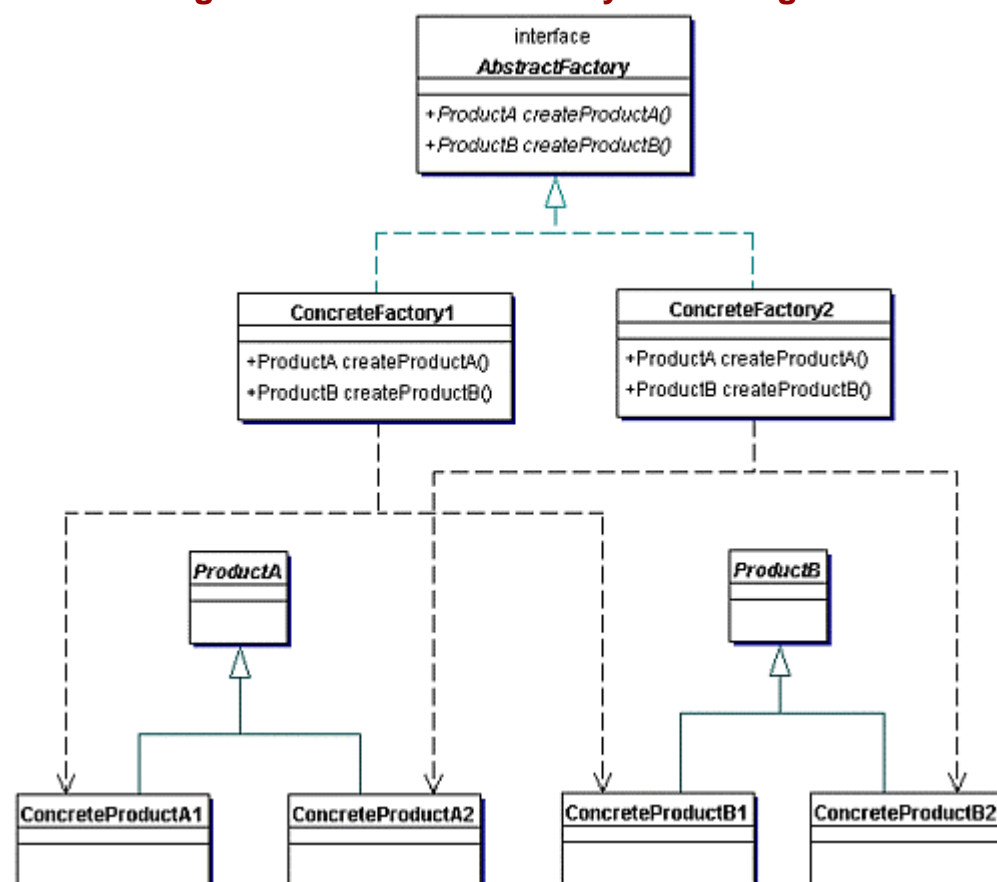 interface
AbstractFactory
+ProductA createProductA()
+ProductB createProductB()
ConcreteFactory1
+ProductA createProductA()
+ProductB createProductB()
ConcreteFactory2
+ProductA createProductA()
+ProductB createProductB()
ProductA
ProductB
ConcreteProductA1
ConcreteProductA2
ConcreteProductB1
ConcreteProductB2